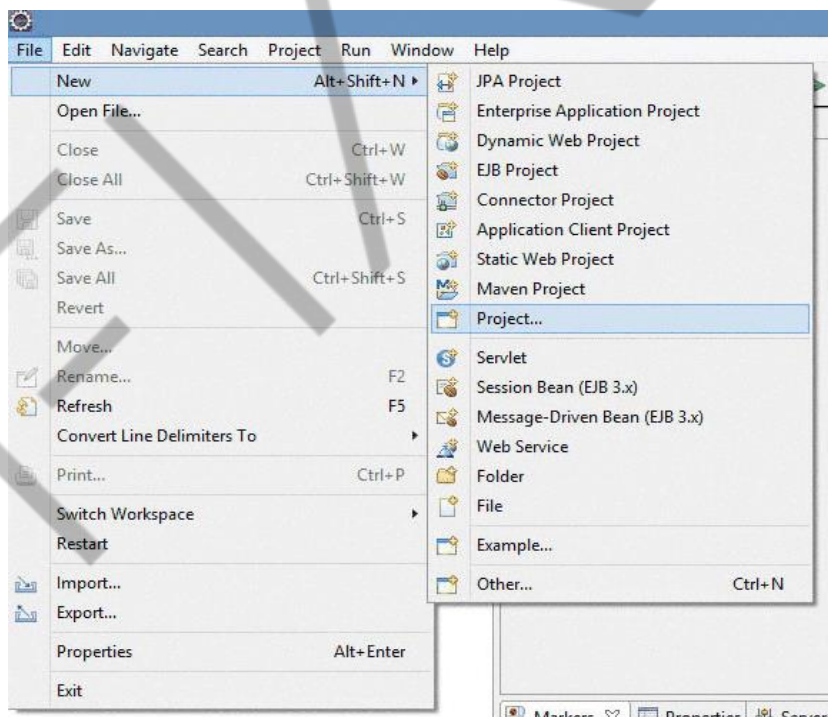 File Edit Navigate Search Project Run Window Help
New Alt+Shift+N
Open File...
Close Ctrl+W
Close All Ctrl+Shift+W
Save Ctrl+S
Save As...
Save All Ctrl+Shift+S
Revert
Move...
Rename... F2
Refresh F5
Convert Line Delimiters To
Print... Ctrl+P
Switch Workspace
Restart
Import...
Export...
Properties Alt+Enter
Exit
JPA Project
Enterprise Application Project
Dynamic Web Project
EJB Project
Connector Project
Application Client Project
Static Web Project
Maven Project
Project...
Servlet
Session Bean (EJB 3.x)
Message-Driven Bean (EJB 3.x)
Web Service
Folder
File
Example...
Other... Ctrl+N
Markers Properties